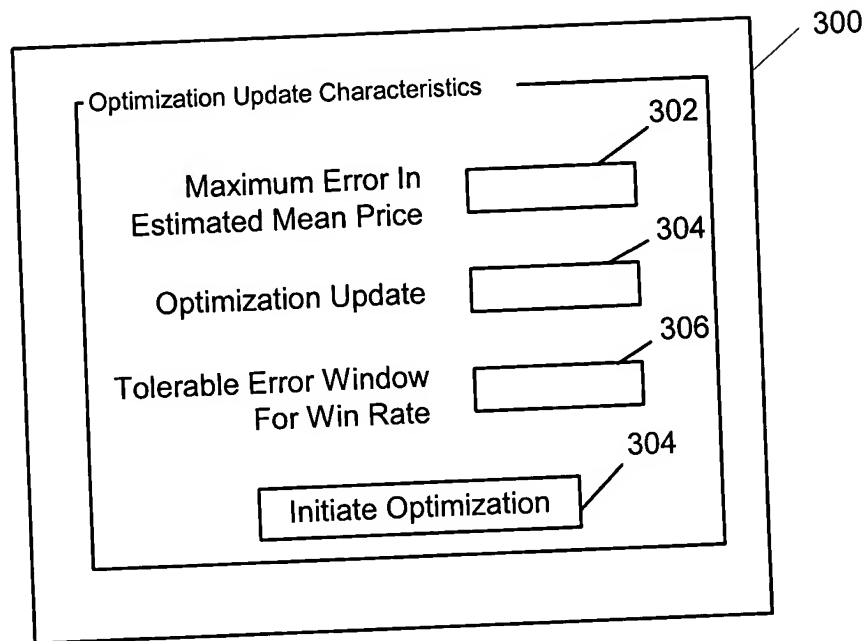 300
Optimization Update Characteristics
302
Maximum Error In
Estimated Mean Price
304
Optimization Update
306
Tolerable Error Window
For Win Rate
304
Initiate Optimization